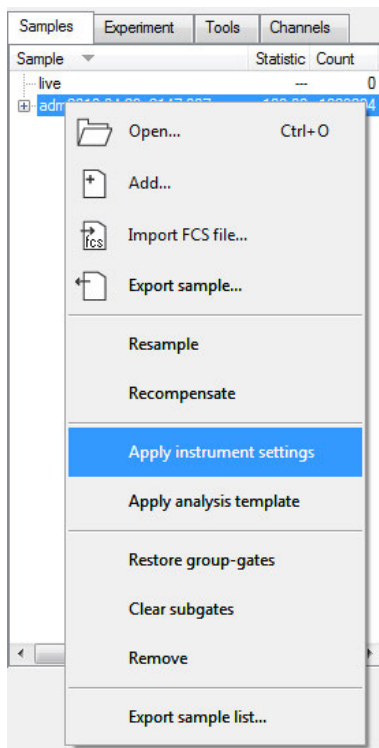 Samples Experiment Tools Channels
Sample Statistic Count
live --- 0
Open... Ctrl+O
Add...
fcs Import FCS file...
Export sample...
Resample
Recompensate
Apply instrument settings
Apply analysis template
Restore group-gates
Clear subgates
Remove
Export sample list...